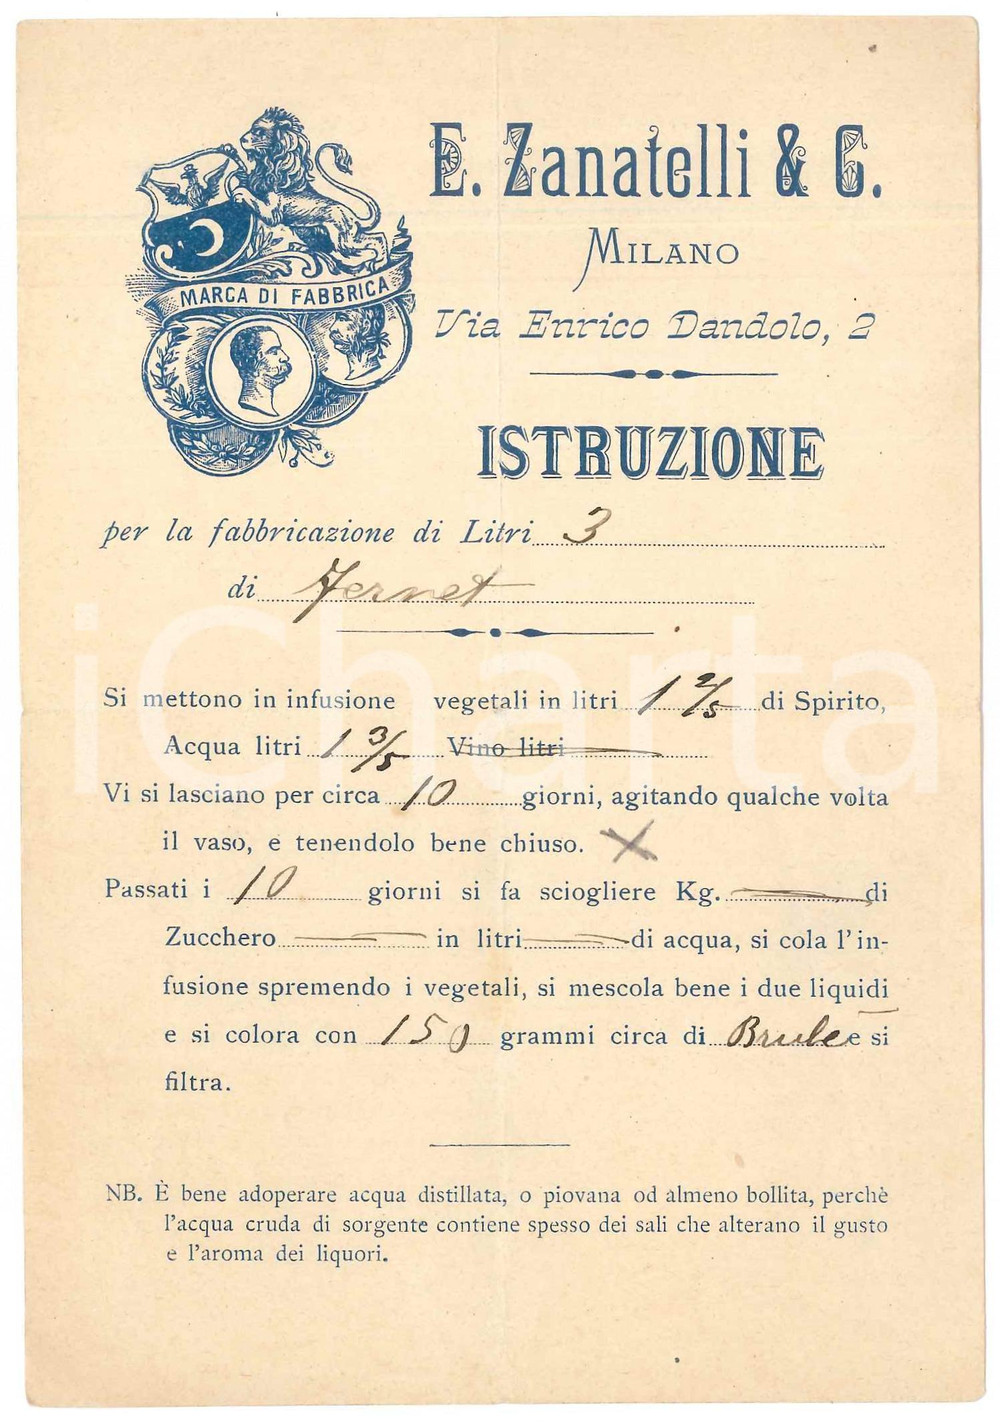 E. Zanatelli & C.
MILANO
Via Enrico Dandolo, 2
MARCA DI FABBRICA
ISTRUZIONE
per la fabbricazione di Litri 3
di Fernet
Si mettono in infusione vegetali in litri 1 2/5 di Spirito,
Acqua litri 1 3/5 Vino litri
Vi si lasciano per circa 10 giorni, agitando qualche volta
il vaso, e tenendolo bene chiuso. X
Passati i 10 giorni si fa sciogliere Kg. di
Zucchero in litri di acqua, si cola l'in-
fusione spremendo i vegetali, si mescola bene i due liquidi
e si colora con 150 grammi circa di Brulé e si
filtra.
NB. È bene adoperare acqua distillata, o piovana od almeno bollita, perchè
l'acqua cruda di sorgente contiene spesso dei sali che alterano il gusto
e l'aroma dei liquori.
iCharta